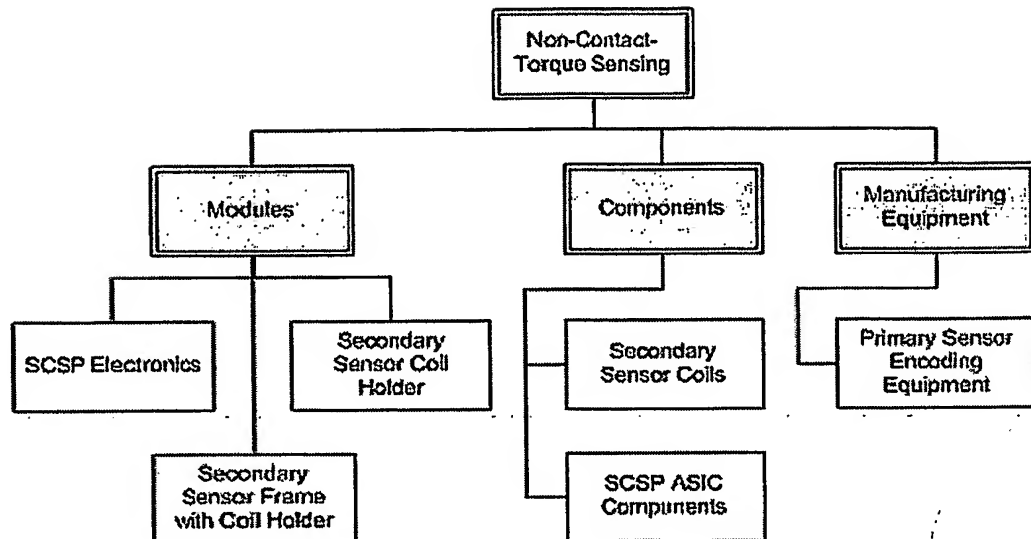 Non-Contact-
Torque Sensing
Modules
Components
Manufacturing
Equipment
SCSP Electronics
Secondary
Sensor Coil
Holder
Secondary
Sensor Coils
Primary Sensor
Encoding
Equipment
Secondary
Sensor Frame
with Coil Holder
SCSP ASIC
Compunents